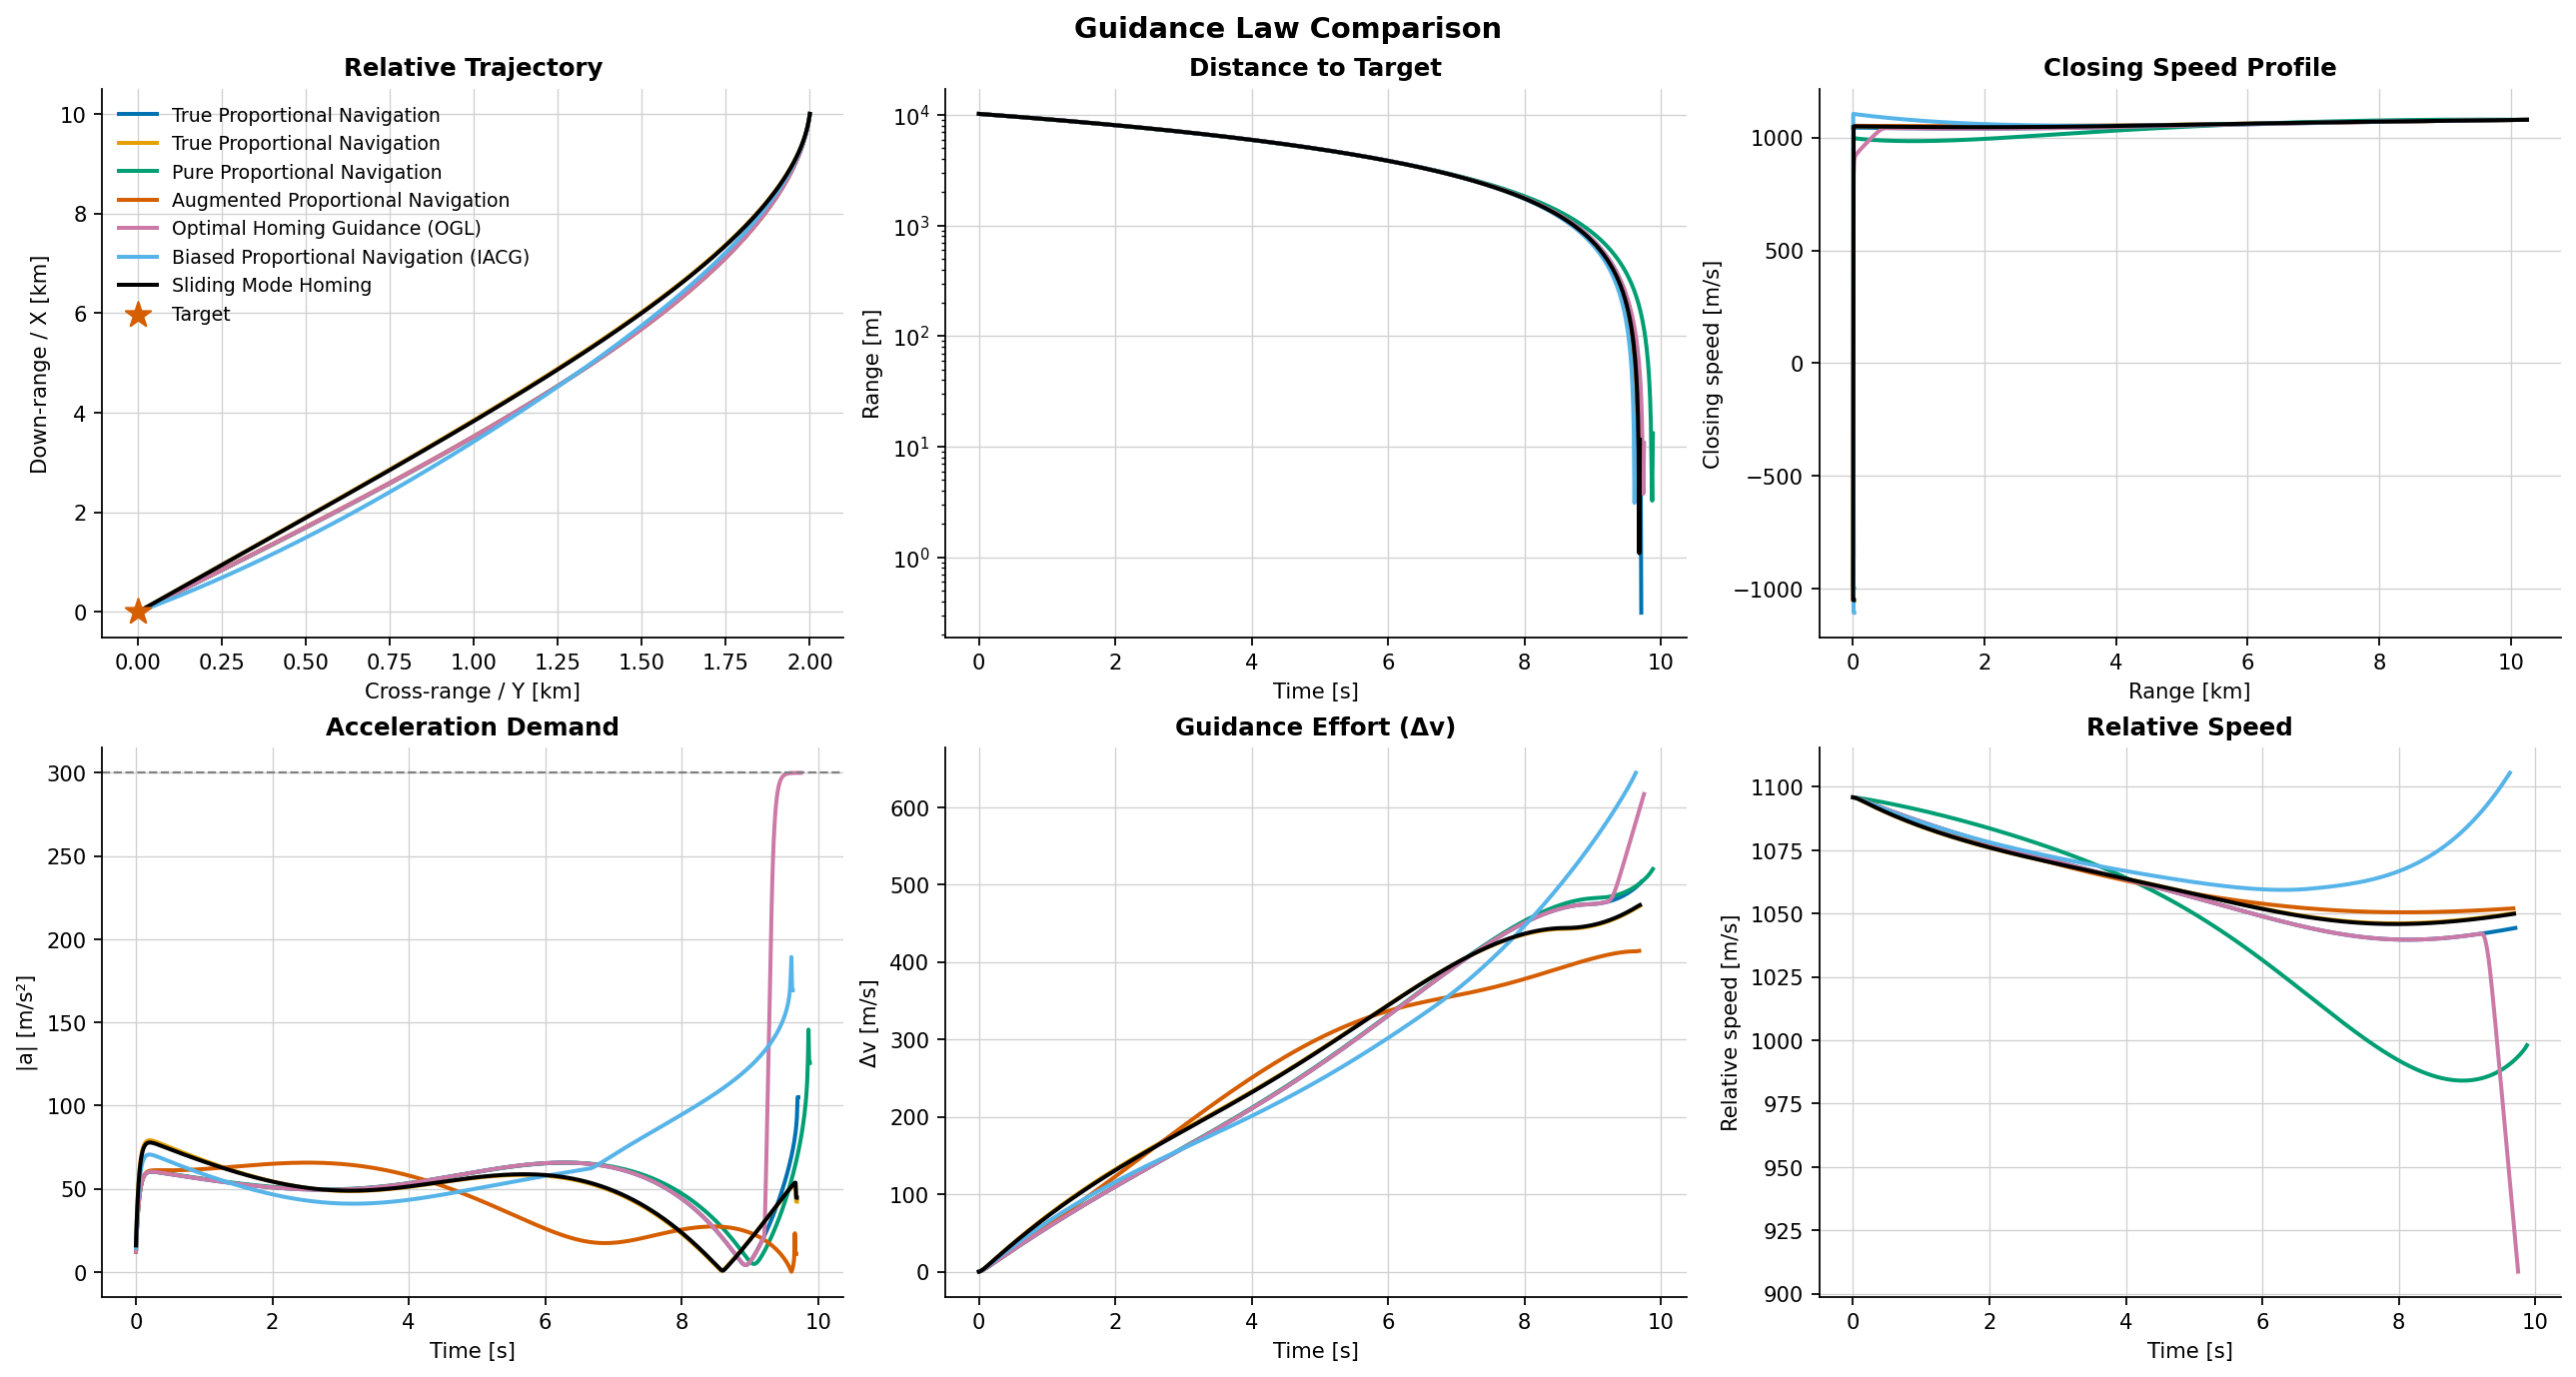 Guidance Law Comparison
Relative Trajectory
10
8
6
4
2
0
Down-range / X [km]
True Proportional Navigation
True Proportional Navigation
Pure Proportional Navigation
Augmented Proportional Navigation
Optimal Homing Guidance (OGL)
Biased Proportional Navigation (IACG)
Sliding Mode Homing
Target
0.00 0.25 0.50 0.75 1.00 1.25 1.50 1.75 2.00
Cross-range / Y [km]
Distance to Target
10⁴
10³
10²
10¹
10⁰
Range [m]
0 2 4 6 8 10
Time [s]
Closing Speed Profile
1000
500
0
−500
−1000
Closing speed [m/s]
0 2 4 6 8 10
Range [km]
Acceleration Demand
300
250
200
150
100
50
0
|a| [m/s²]
0 2 4 6 8 10
Time [s]
Guidance Effort (Δv)
600
500
400
300
200
100
0
Δv [m/s]
0 2 4 6 8 10
Time [s]
Relative Speed
1100
1075
1050
1025
1000
975
950
925
900
Relative speed [m/s]
0 2 4 6 8 10
Time [s]